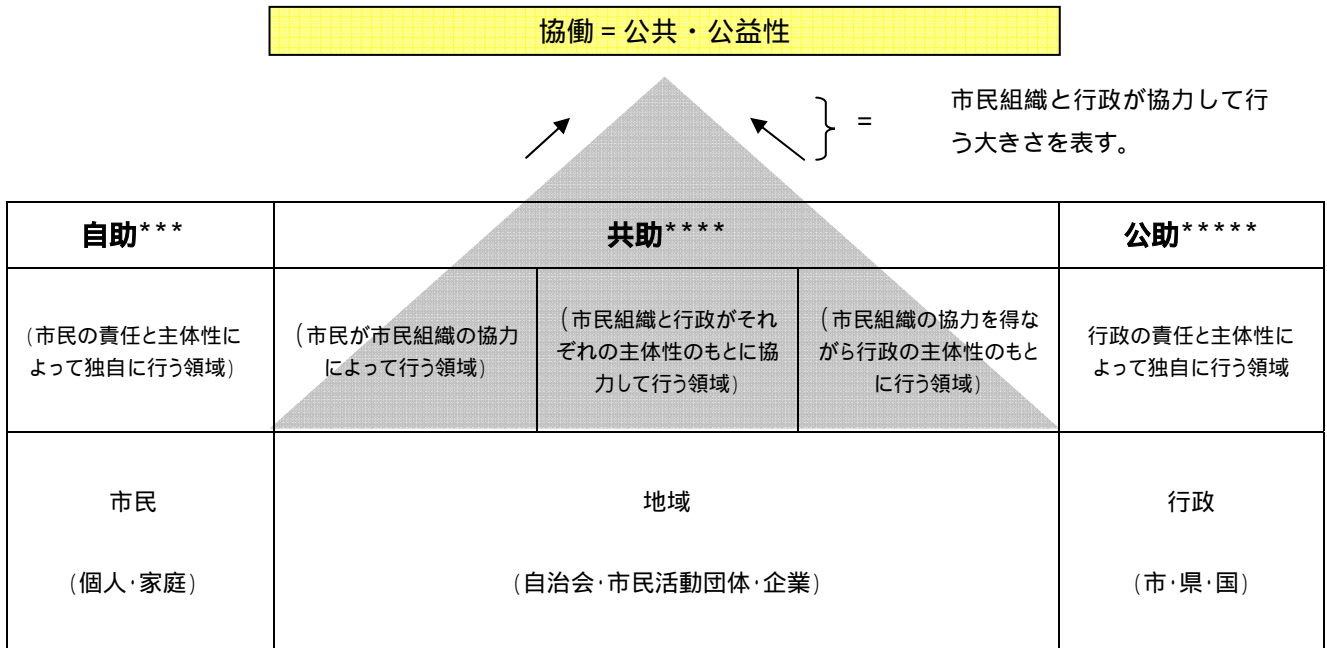 協働 = 公共・公益性
市民組織と行政が協力して行
う大きさを表す。
} =
自助***
共助****
公助*****
(市民の責任と主体性に
よって独自に行う領域)
(市民が市民組織の協力
によって行う領域)
(市民組織と行政がそれ
ぞれの主体性のもとに協
力して行う領域)
(市民組織の協力を得な
がら行政の主体性のもと
に行う領域)
行政の責任と主体性に
よって独自に行う領域
市民
(個人・家庭)
地域
(自治会・市民活動団体・企業)
行政
(市・県・国)